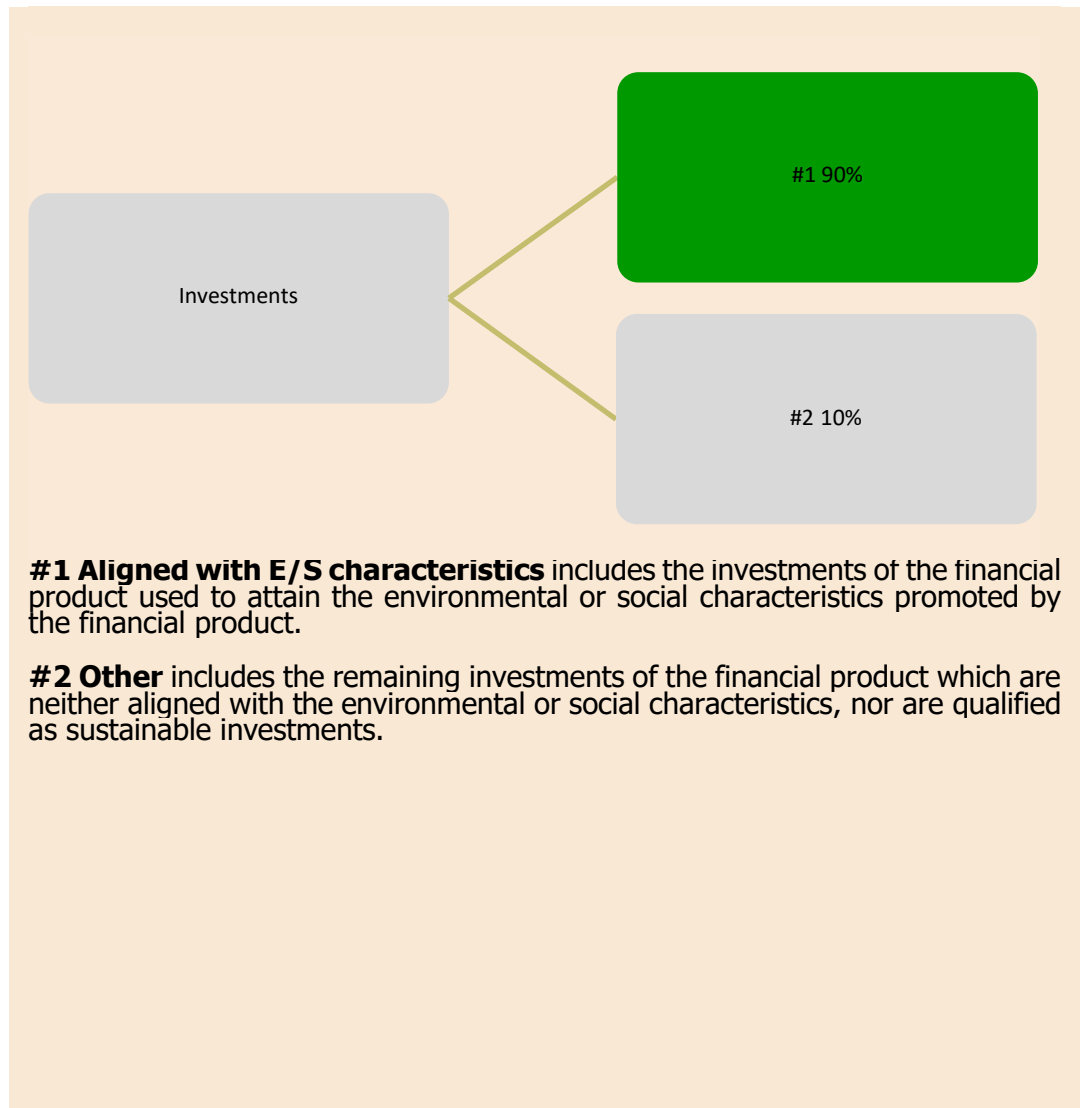 #1 90%
Investments
#2 10%
#1 Aligned with E/S characteristics includes the investments of the financial
product used to attain the environmental or social characteristics promoted by
the financial product.
#2 Other includes the remaining investments of the financial product which are
neither aligned with the environmental or social characteristics, nor are qualified
as sustainable investments.